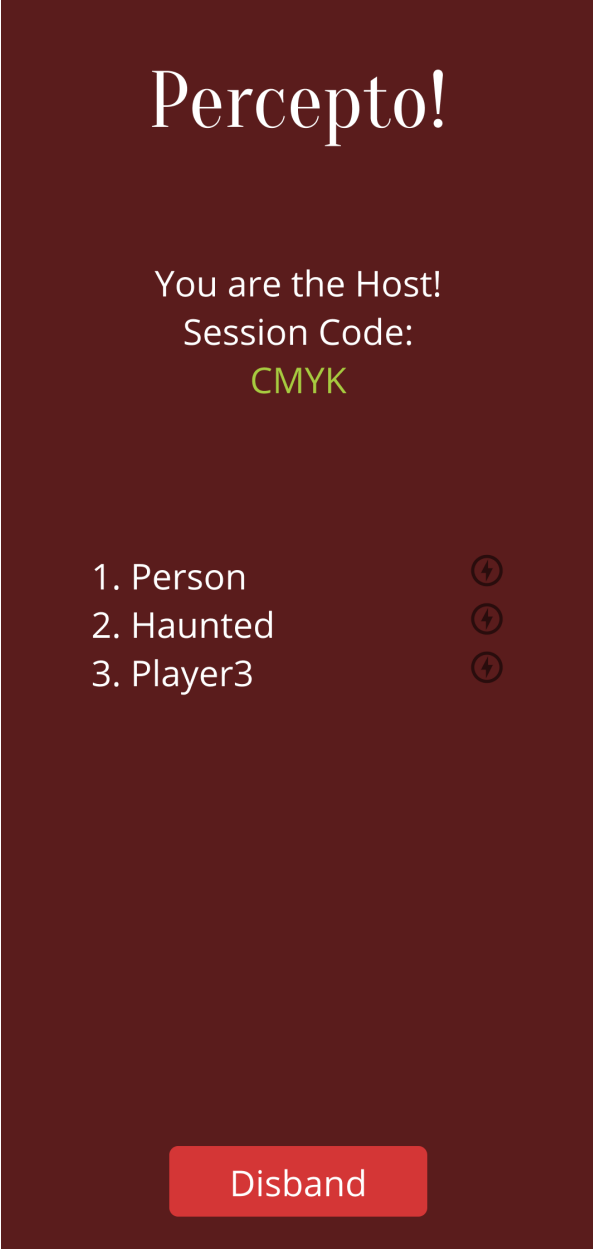 Percepto!
You are the Host!
Session Code:
CMYK
1. Person
2. Haunted
3. Player3
Disband